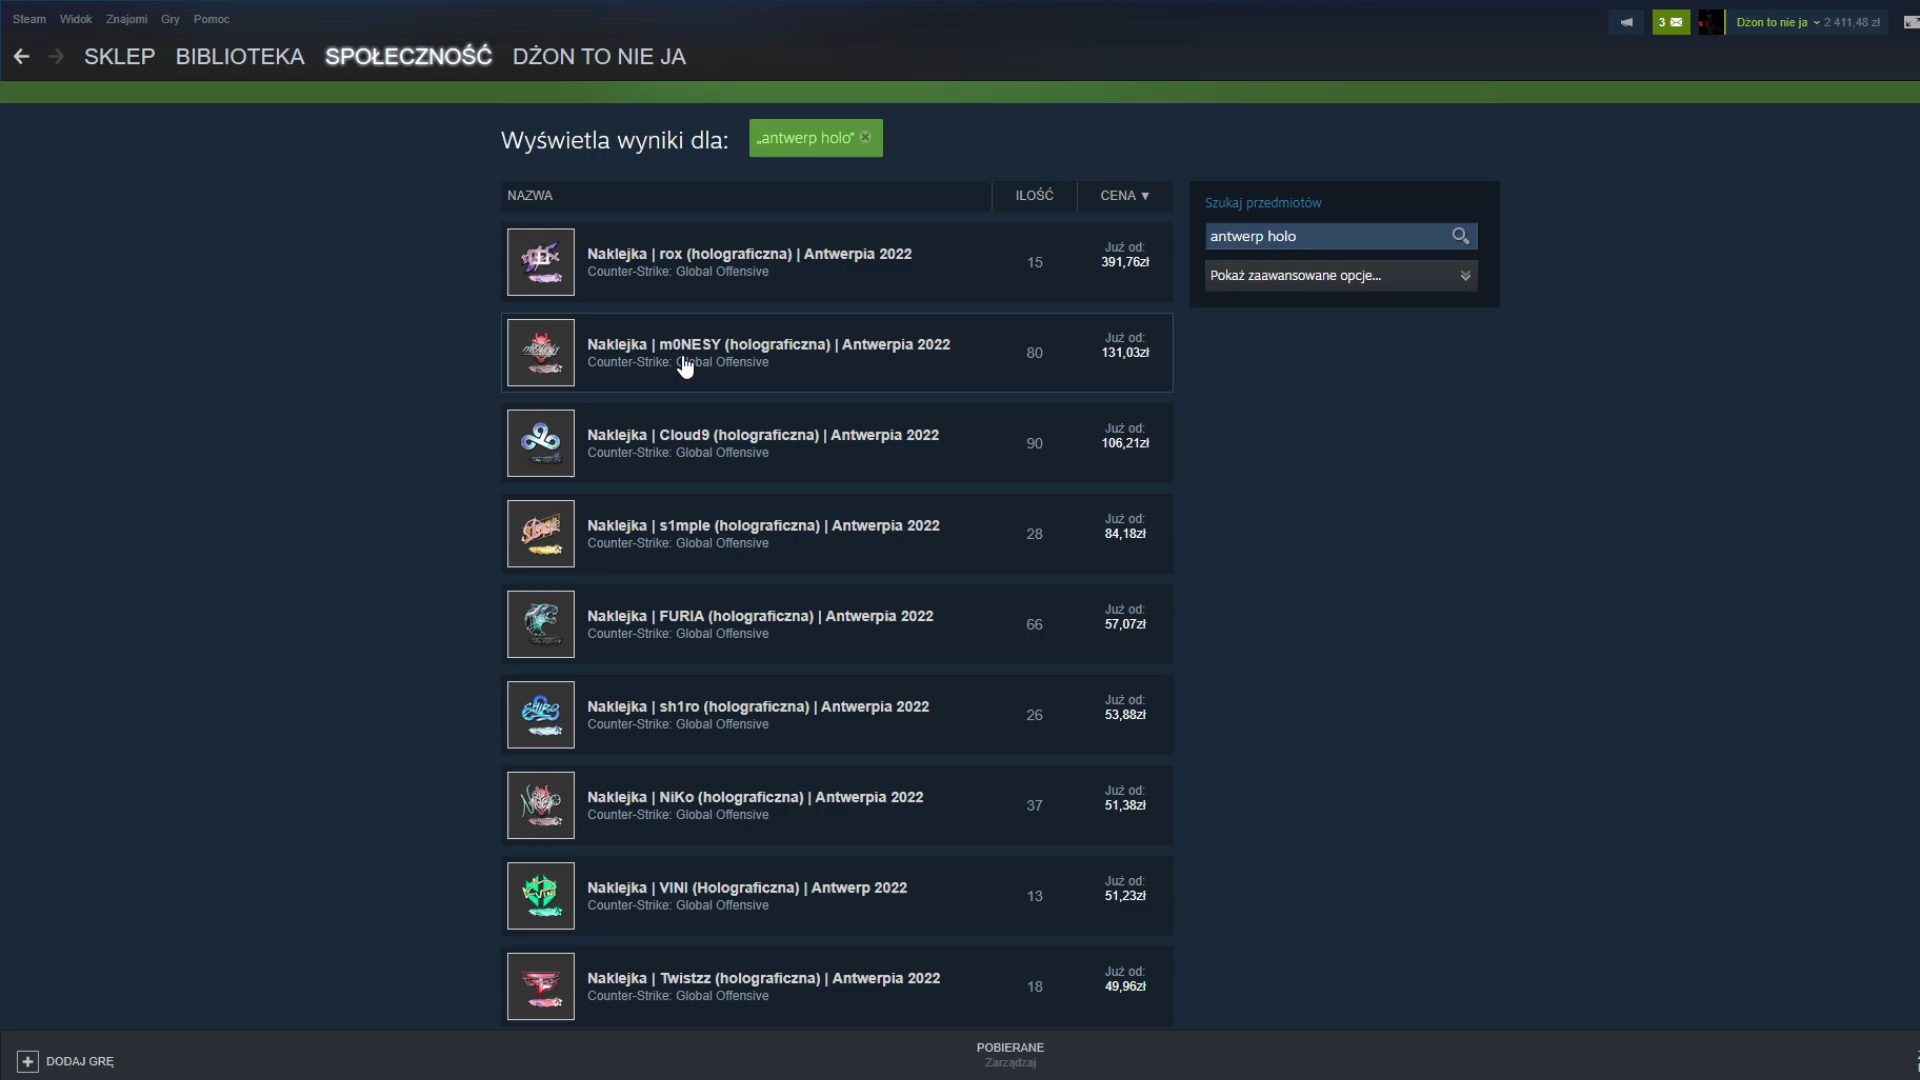 Steam Widok Znajomi Gry Pomoc
3 Dżon to nie ja 2 411,48 zł
SKLEP BIBLIOTEKA SPOŁECZNOŚĆ DŻON TO NIE JA
Wyświetla wyniki dla: „antwerp holo”
NAZWA ILOŚĆ CENA ▼
Szukaj przedmiotów
antwerp holo
Pokaż zaawansowane opcje...
Naklejka | rox (holograficzna) | Antwerpia 2022
Counter-Strike: Global Offensive
15
Już od:
391,76zł
Naklejka | m0NESY (holograficzna) | Antwerpia 2022
Counter-Strike: Global Offensive
80
Już od:
131,03zł
Naklejka | Cloud9 (holograficzna) | Antwerpia 2022
Counter-Strike: Global Offensive
90
Już od:
106,21zł
Naklejka | s1mple (holograficzna) | Antwerpia 2022
Counter-Strike: Global Offensive
28
Już od:
84,18zł
Naklejka | FURIA (holograficzna) | Antwerpia 2022
Counter-Strike: Global Offensive
66
Już od:
57,07zł
Naklejka | sh1ro (holograficzna) | Antwerpia 2022
Counter-Strike: Global Offensive
26
Już od:
53,88zł
Naklejka | NiKo (holograficzna) | Antwerpia 2022
Counter-Strike: Global Offensive
37
Już od:
51,38zł
Naklejka | VINI (Holograficzna) | Antwerp 2022
Counter-Strike: Global Offensive
13
Już od:
51,23zł
Naklejka | Twistzz (holograficzna) | Antwerpia 2022
Counter-Strike: Global Offensive
18
Już od:
49,96zł
DODAJ GRĘ
POBIERANE
Zarządzaj